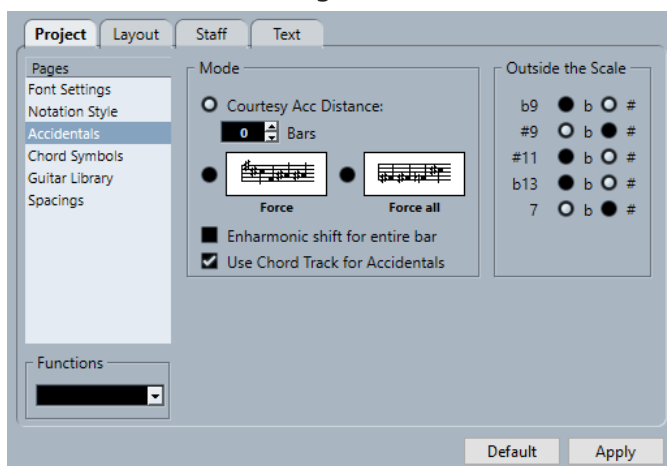 Project Layout Staff Text
Pages
Font Settings
Notation Style
Accidentals
Chord Symbols
Guitar Library
Spacings
Functions
Mode
Courtesy Acc Distance:
0 Bars
Force Force all
Enharmonic shift for entire bar
Use Chord Track for Accidentals
Outside the Scale
b9 b #
#9 b #
#11 b #
b13 b #
7 b #
Default Apply